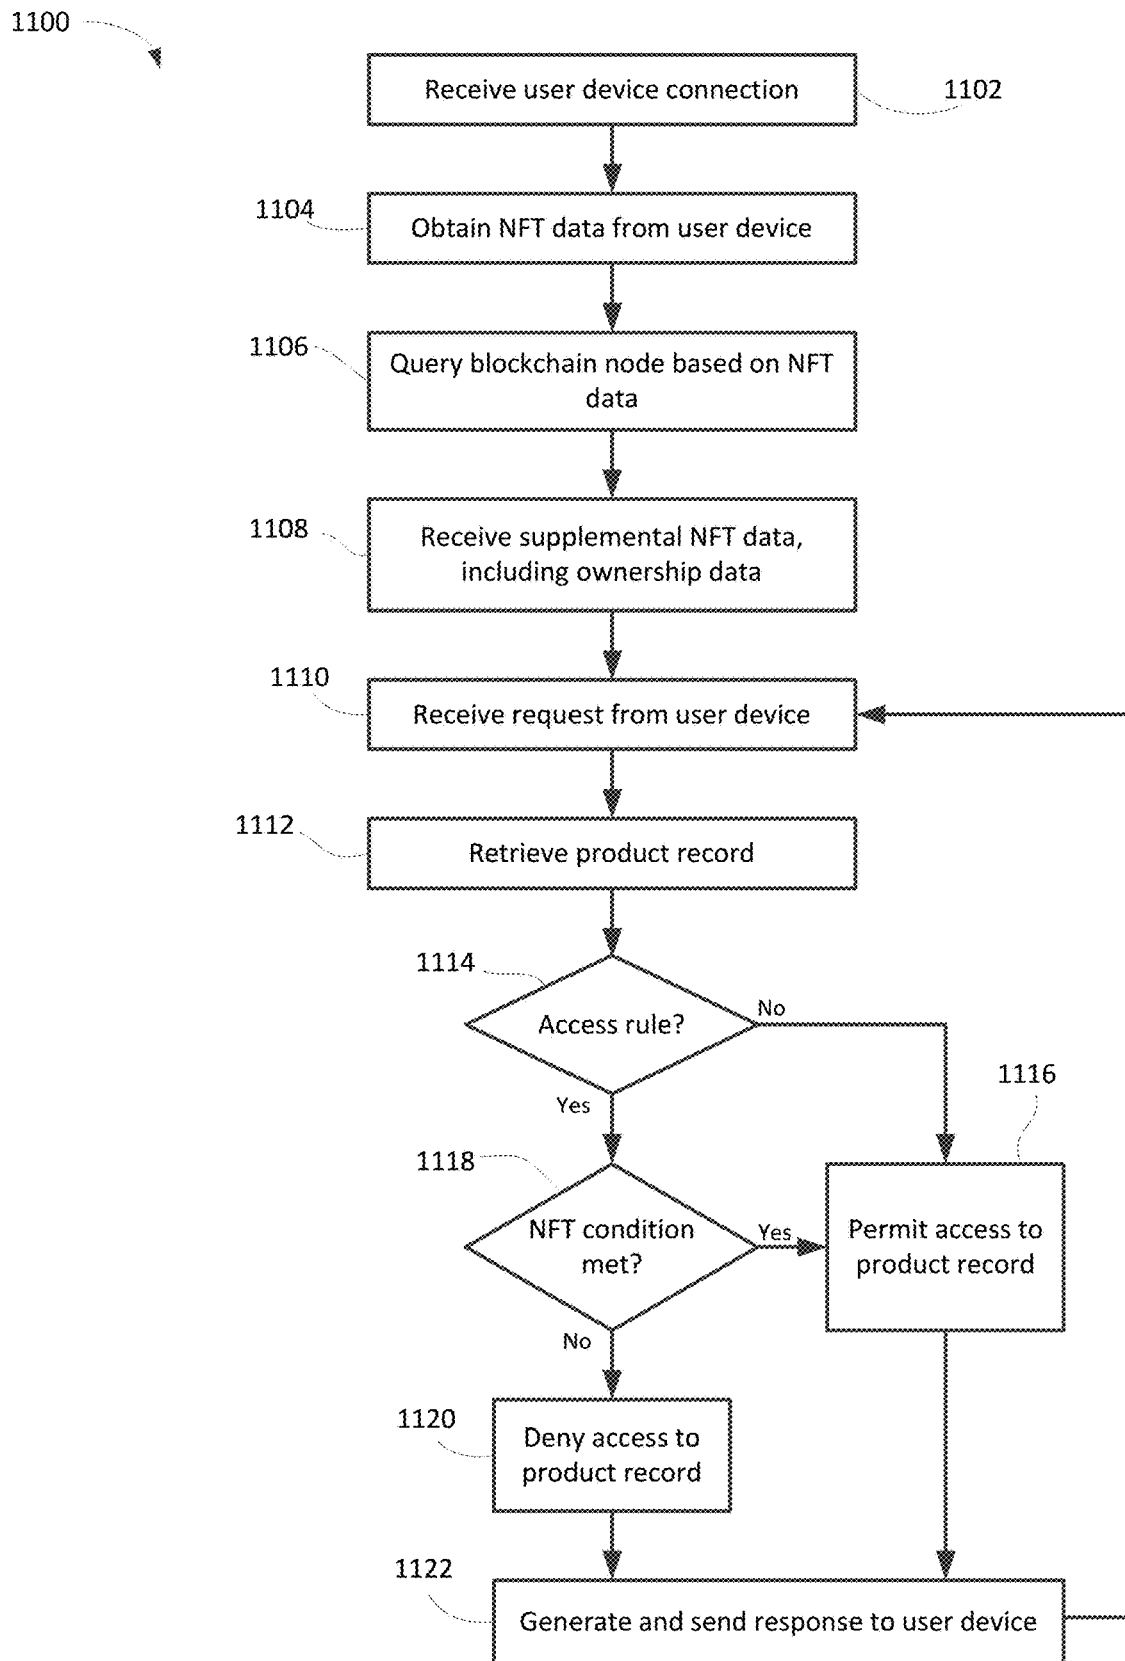 1100
Receive user device connection
1102
1104
Obtain NFT data from user device
1106
Query blockchain node based on NFT
data
1108
Receive supplemental NFT data,
including ownership data
1110
Receive request from user device
1112
Retrieve product record
1114
Access rule?
No
Yes
1116
1118
NFT condition
met?
Yes
Permit access to
product record
No
1120
Deny access to
product record
1122
Generate and send response to user device